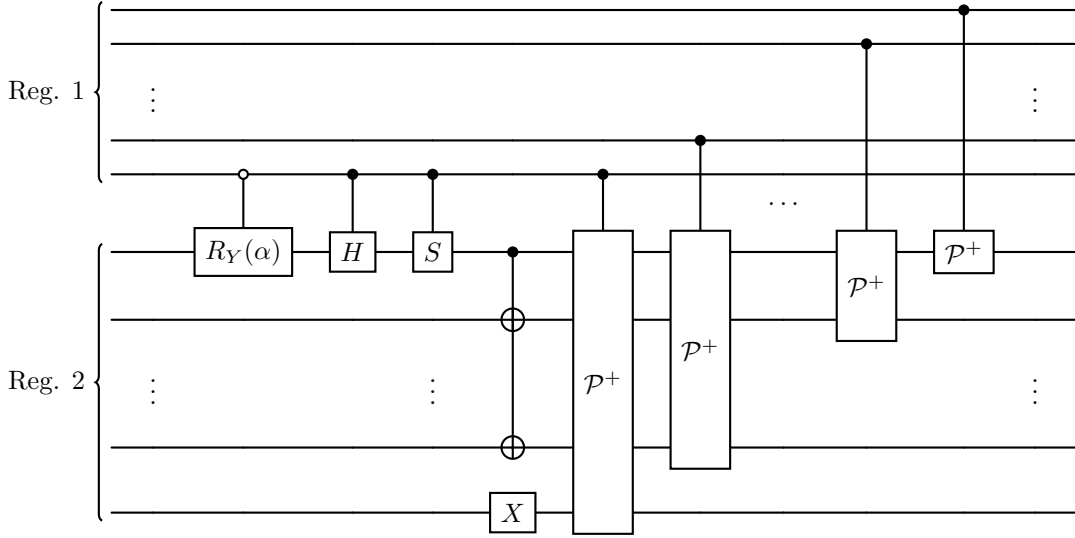 Reg. 1
⋮ ⋮
⋯
R_Y(α) H S 𝒫⁺
𝒫⁺
𝒫⁺
Reg. 2
⋮ ⋮ 𝒫⁺ ⋮
X